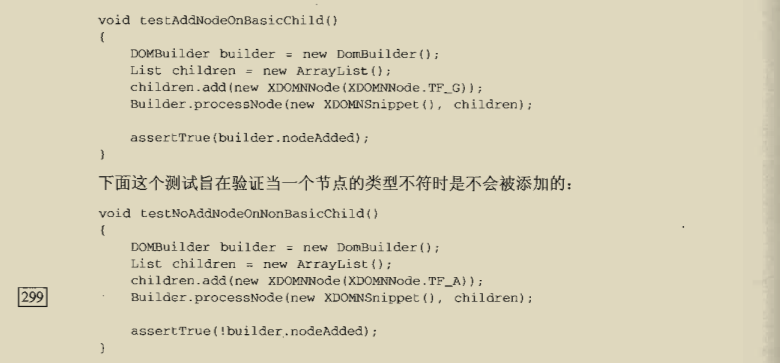 void testAddNodeOnBasicChild()
{
    DOMBuilder builder = new DomBuilder();
    List children = new ArrayList();
    children.add(new XDOMNNode(XDOMNNode.TF_G));
    Builder.processNode(new XDOMNSnippet(), children);

    assertTrue(builder.nodeAdded);
}
下面这个测试旨在验证当一个节点的类型不符时是不会被添加的：
void testNoAddNodeOnNonBasicChild()
{
    DOMBuilder builder = new DomBuilder();
    List children = new ArrayList();
    children.add(new XDOMNNode(XDOMNNode.TF_A));
299
    Builder.processNode(new XDOMNSnippet(), children);

    assertTrue(!builder.nodeAdded);
}